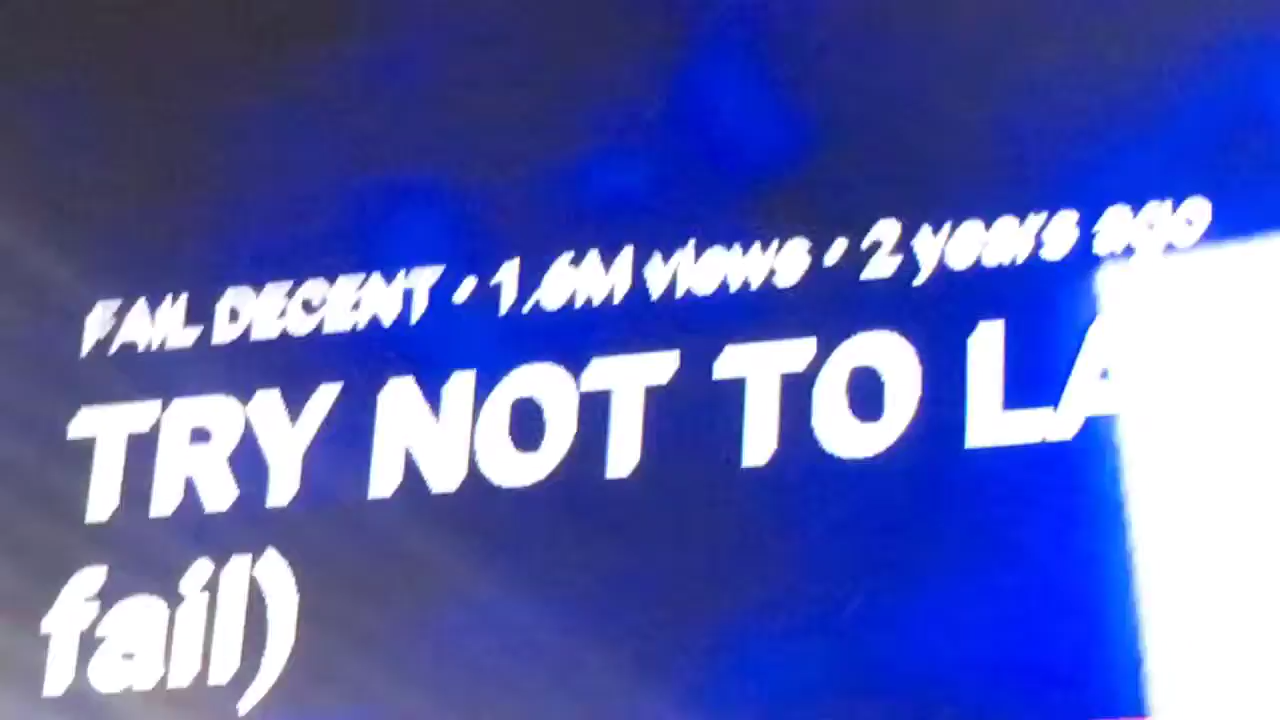 FAIL DECENT • 1.6M views • 2 years ago
TRY NOT TO LA
fail)